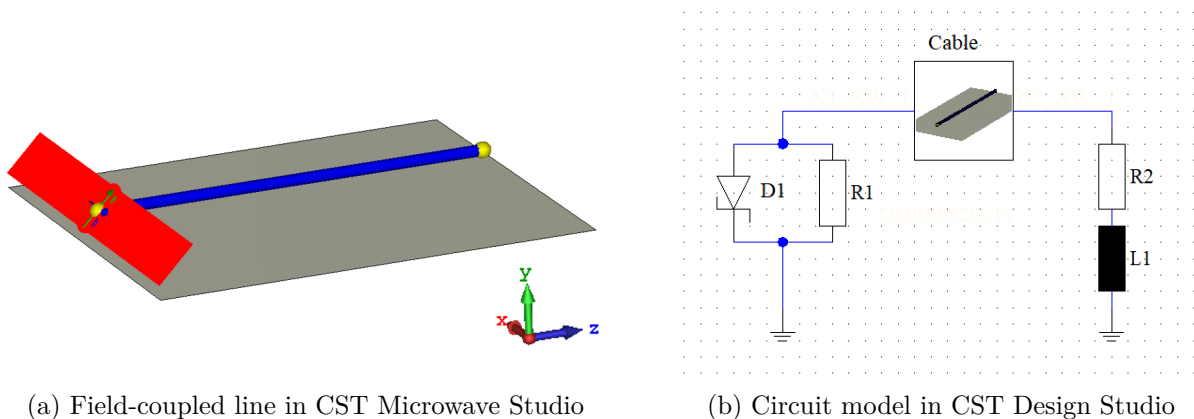 Cable
D1
R1
R2
L1
y
x
z
(a) Field-coupled line in CST Microwave Studio
(b) Circuit model in CST Design Studio